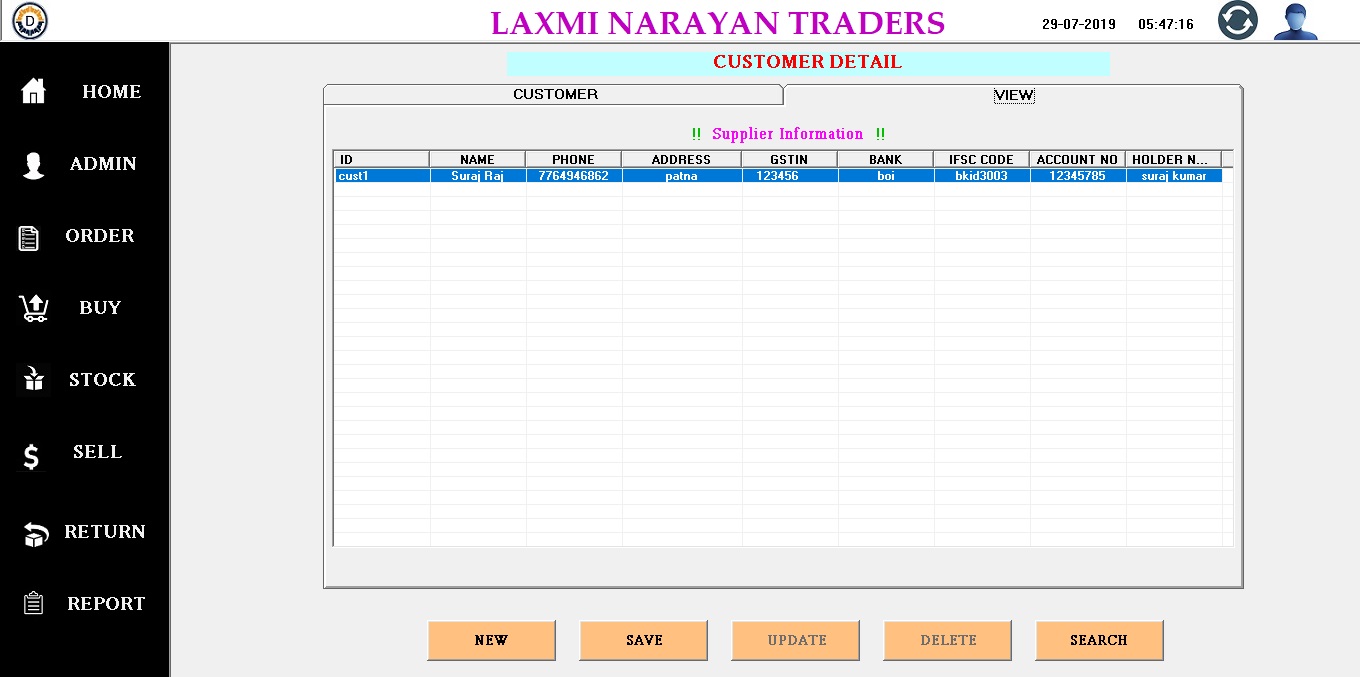 D
LAXMI NARAYAN TRADERS
29-07-2019 05:47:16
CUSTOMER DETAIL
HOME
ADMIN
ORDER
BUY
STOCK
SELL
RETURN
REPORT
CUSTOMER VIEW
!! Supplier Information !!
ID NAME PHONE ADDRESS GSTIN BANK IFSC CODE ACCOUNT NO HOLDER N...
cust1 Suraj Raj 7764946862 patna 123456 boi bkid3003 12345785 suraj kumar
NEW SAVE UPDATE DELETE SEARCH